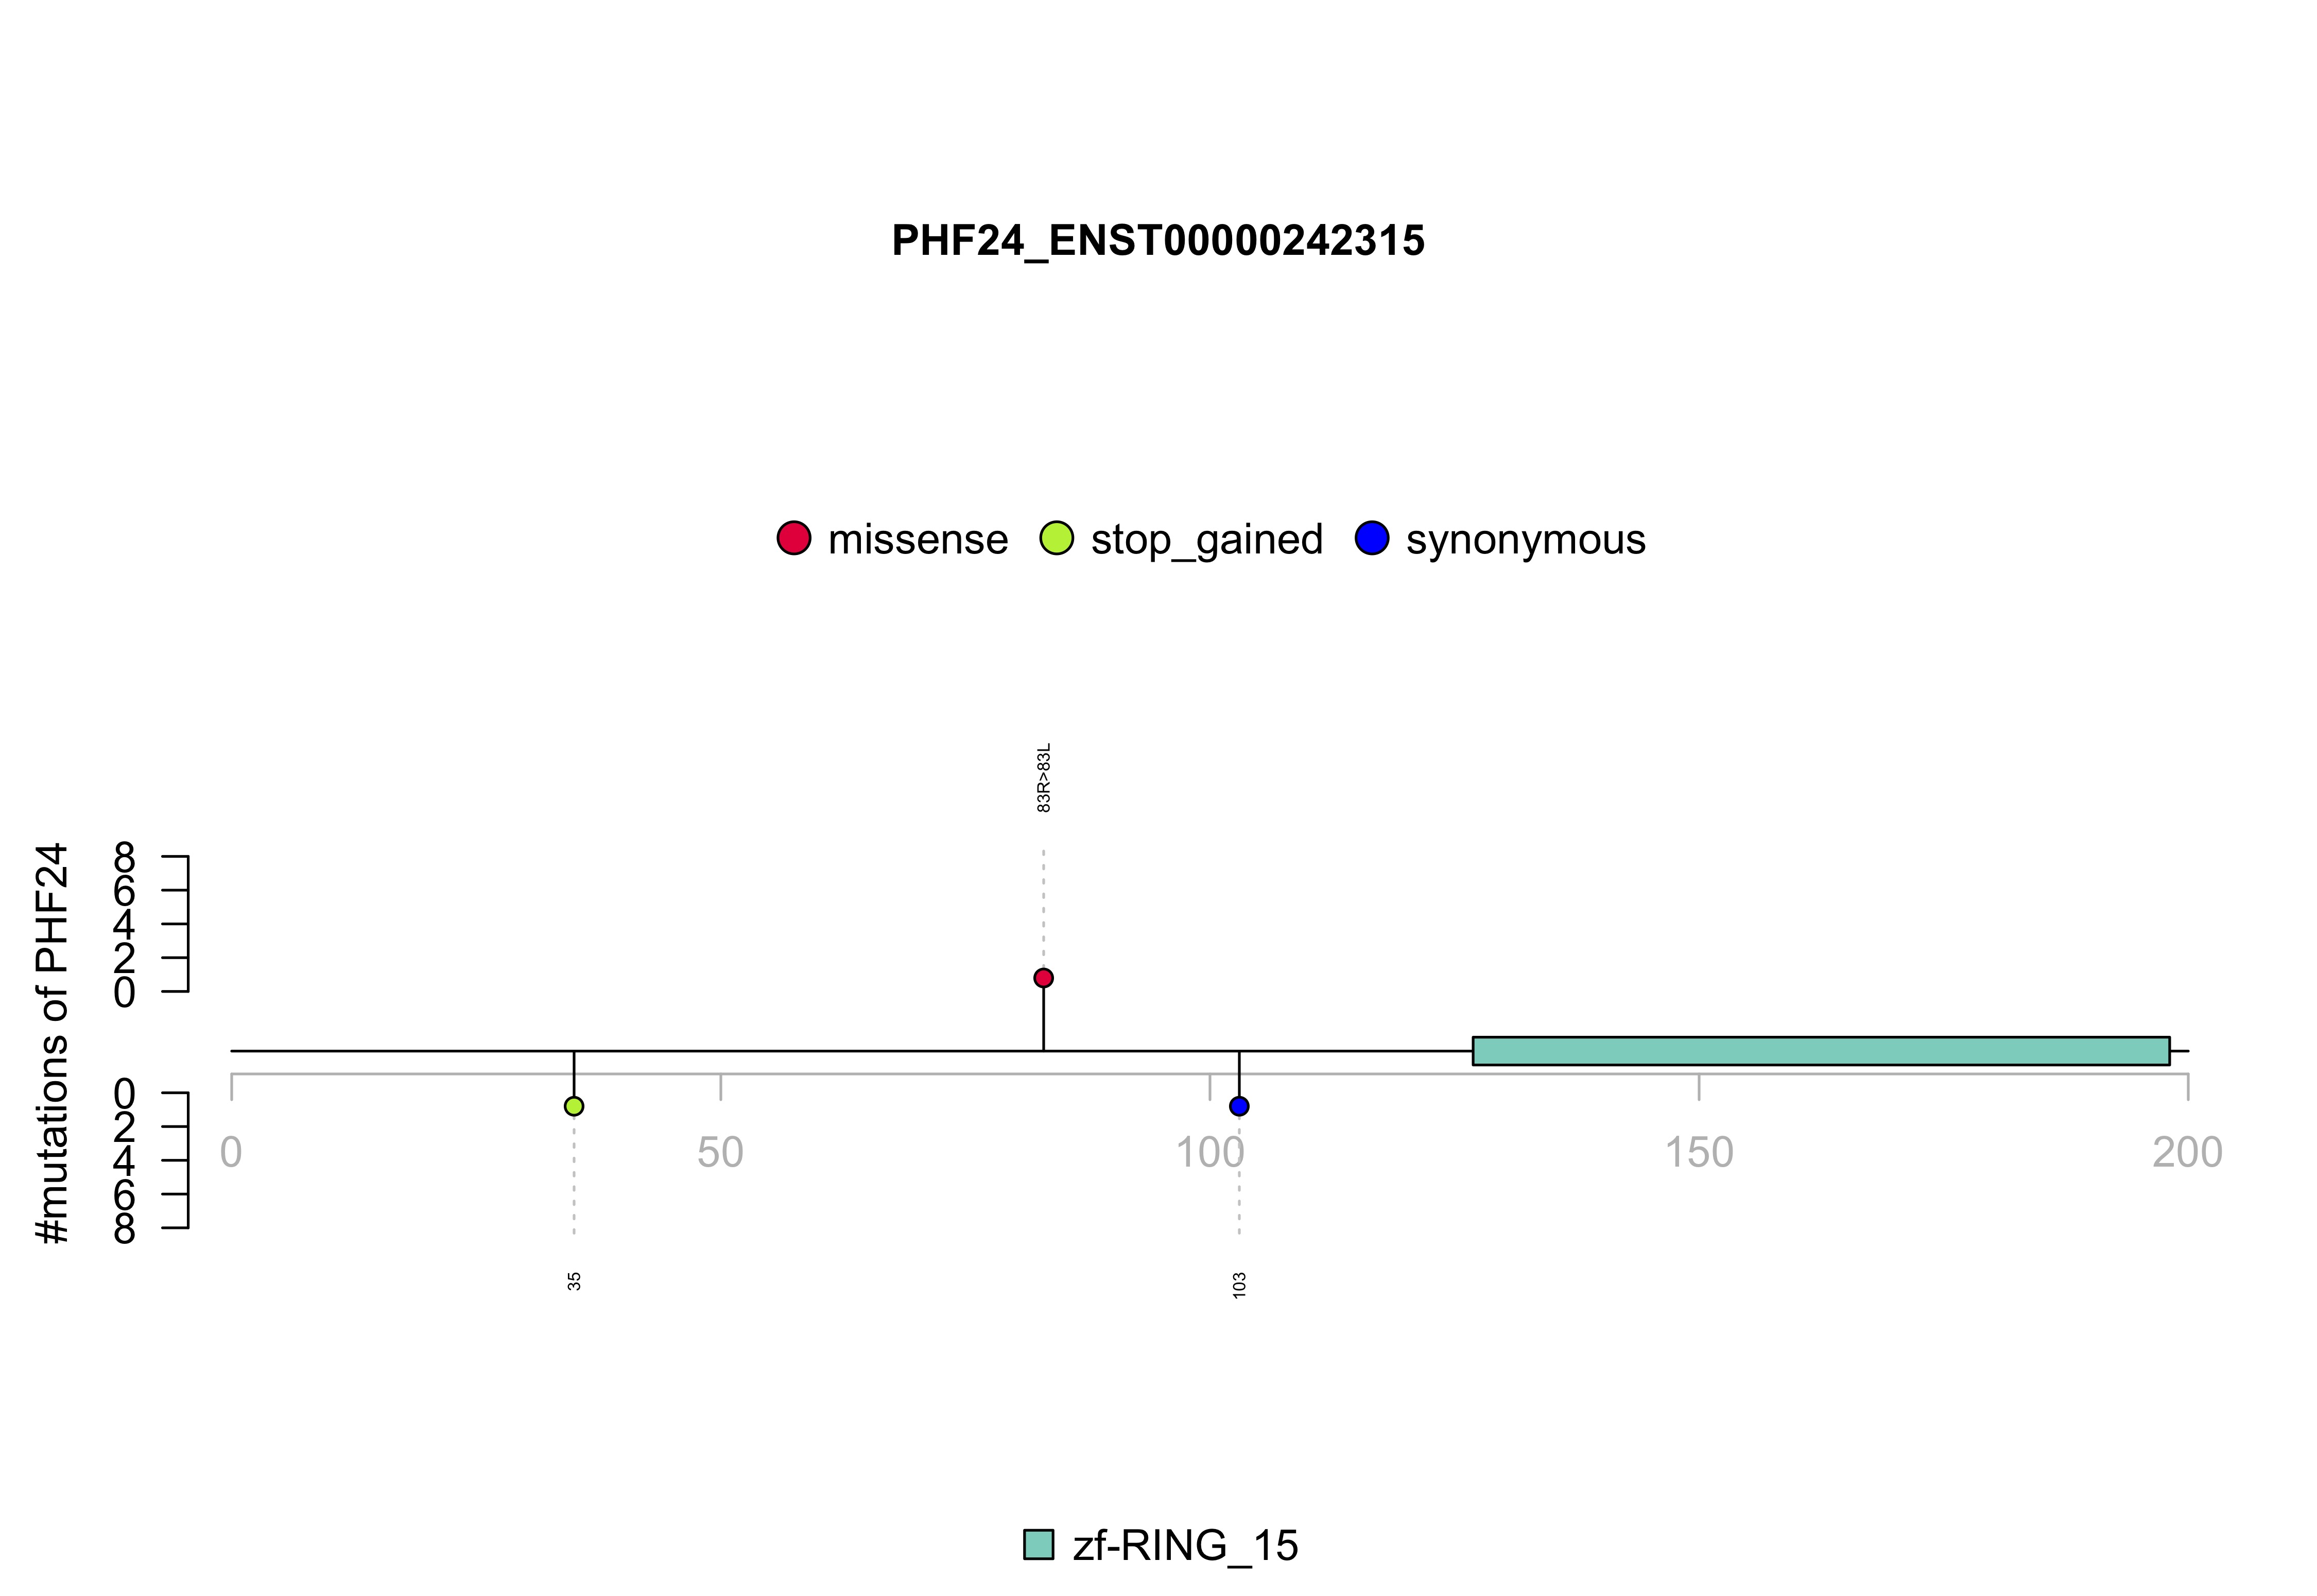 PHF24_ENST00000242315
missense stop_gained synonymous
83R>83L
#mutations of PHF24
8
6
4
2
0
0
2
4
6
8
0 50 100 150 200
35 103
zf-RING_15